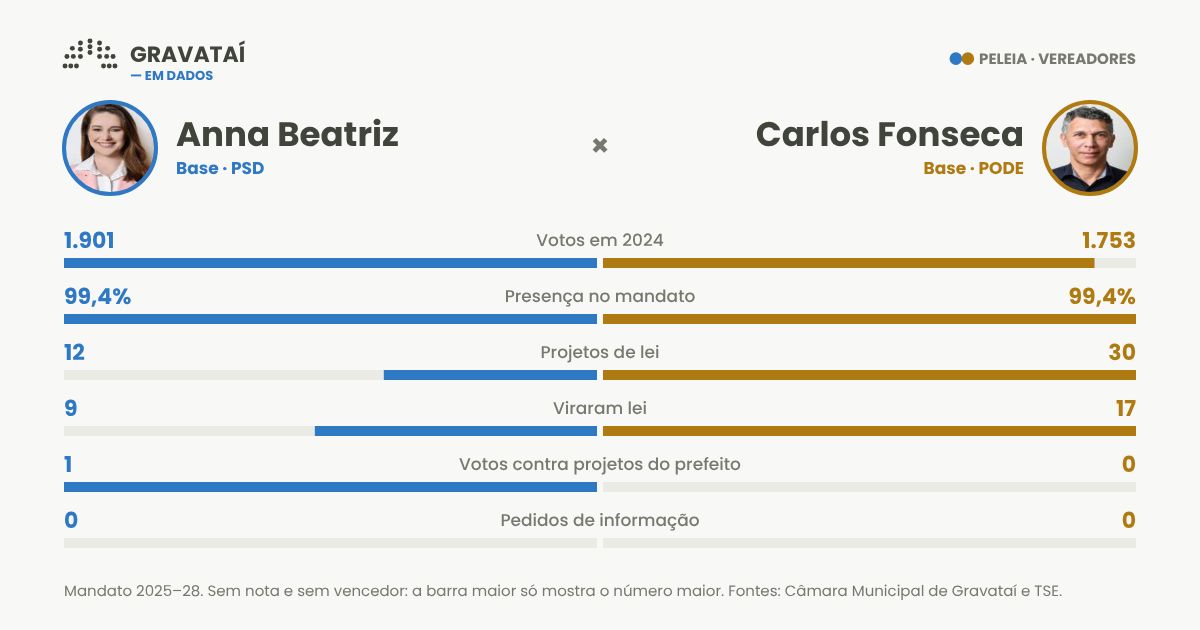 GRAVATAÍ
— EM DADOS
PELEIA · VEREADORES
Anna Beatriz
Base · PSD
×
Carlos Fonseca
Base · PODE
1.901 Votos em 2024 1.753
99,4% Presença no mandato 99,4%
12 Projetos de lei 30
9 Viraram lei 17
1 Votos contra projetos do prefeito 0
0 Pedidos de informação 0
Mandato 2025–28. Sem nota e sem vencedor: a barra maior só mostra o número maior. Fontes: Câmara Municipal de Gravataí e TSE.